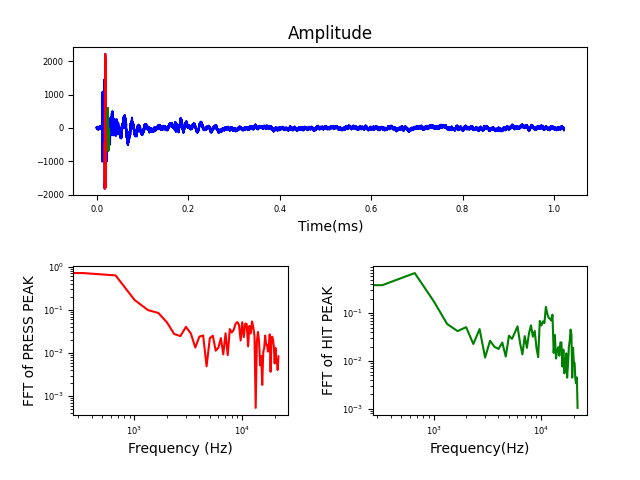 Amplitude
2000
1000
0
−1000
−2000
0.0 0.2 0.4 0.6 0.8 1.0
Time(ms)
FFT of PRESS PEAK
10⁰
10⁻¹
10⁻²
10⁻³
10³ 10⁴
Frequency (Hz)
FFT of HIT PEAK
10⁻¹
10⁻²
10⁻³
10³ 10⁴
Frequency(Hz)